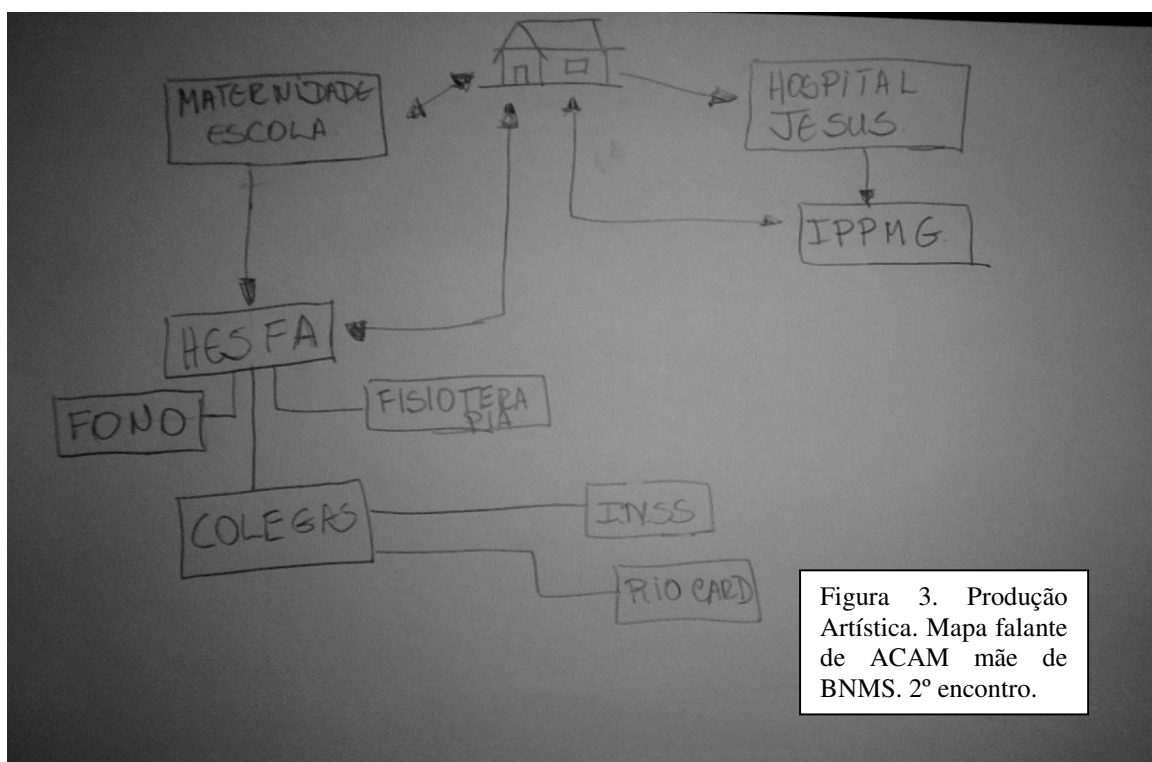 MATERNIDADE
ESCOLA
HOSPITAL
JESUS
IPPMG
HESFA
FONO
FISIOTERA
PIA
COLEGAS
INSS
RIO CARD
Figura 3. Produção
Artística. Mapa falante
de ACAM mãe de
BNMS. 2º encontro.